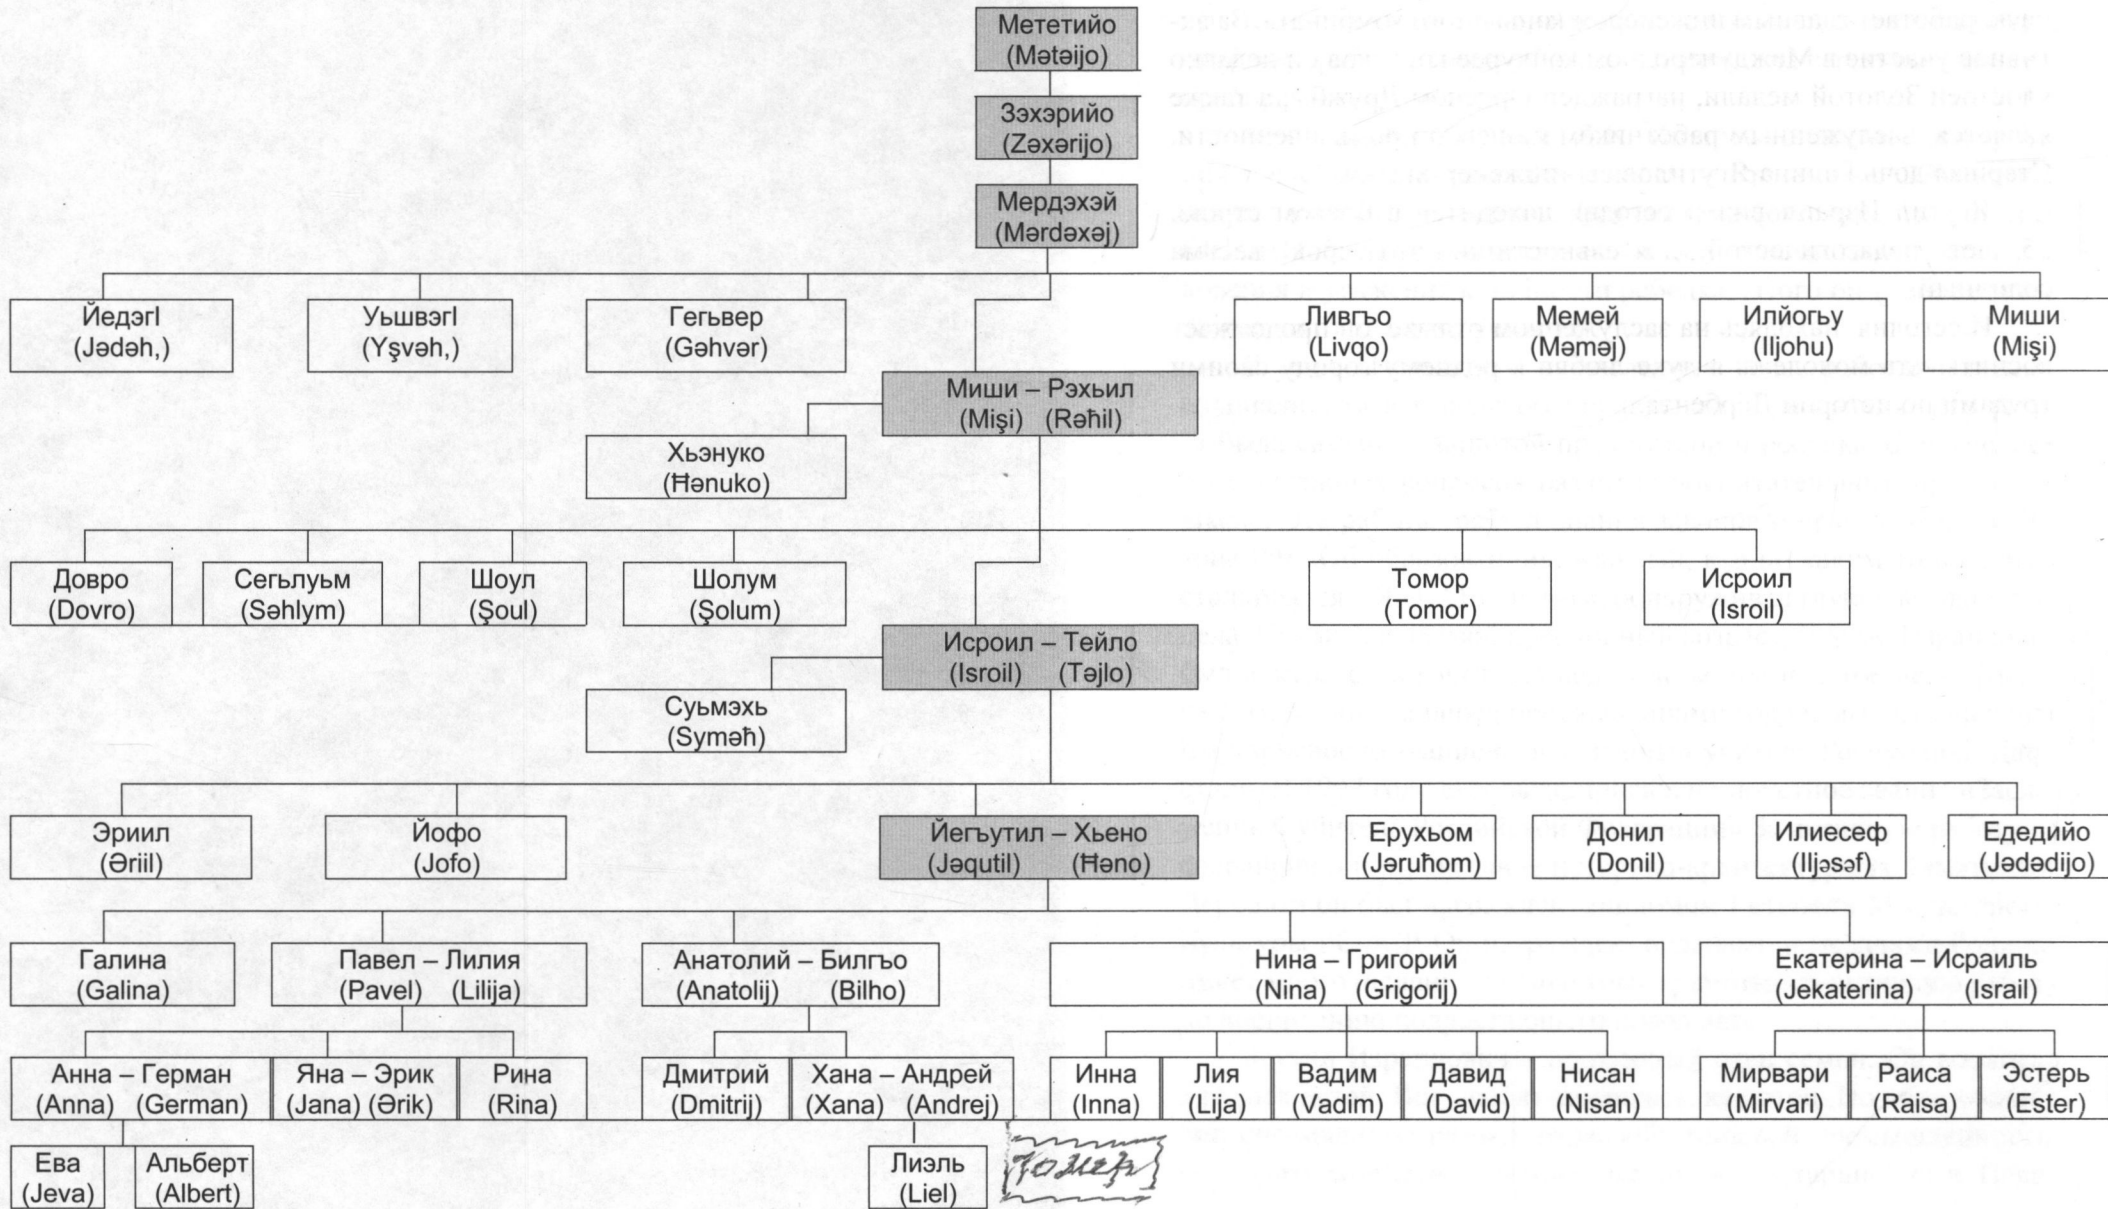 Мететийо
(Mətəijo)
Зэхэрийо
(Zəxərijo)
Мердэхэй
(Mərdəxəj)
ЙедэгІ
(Jədəh,)
УьшвэгІ
(Yşvəh,)
Гегьвер
(Gəhvər)
Ливгъо
(Livqo)
Мемей
(Məməj)
Илйогьу
(Iljohu)
Миши
(Mişi)
Миши – Рэхьил
(Mişi) (Rəħil)
Хьэнуко
(Ħənuko)
Довро
(Dovro)
Сегьлуьм
(Səhlym)
Шоул
(Şoul)
Шолум
(Şolum)
Томор
(Tomor)
Исроил
(Isroil)
Исроил – Тейло
(Isroil) (Təjlo)
Суьмэхь
(Syməħ)
Эриил
(Əriil)
Йофо
(Jofo)
Йегъутил – Хьено
(Jəqutil) (Ħəno)
Ерухьом
(Jəruħom)
Донил
(Donil)
Илиесеф
(Iljəsəf)
Едедийо
(Jədədijo)
Галина
(Galina)
Павел – Лилия
(Pavel) (Lilija)
Анатолий – Билгъо
(Anatolij) (Bilho)
Нина – Григорий
(Nina) (Grigorij)
Екатерина – Исраиль
(Jekaterina) (Israil)
Анна – Герман
(Anna) (German)
Яна – Эрик
(Jana) (Ərik)
Рина
(Rina)
Дмитрий
(Dmitrij)
Хана – Андрей
(Xana) (Andrej)
Инна
(Inna)
Лия
(Lija)
Вадим
(Vadim)
Давид
(David)
Нисан
(Nisan)
Мирвари
(Mirvari)
Раиса
(Raisa)
Эстерь
(Ester)
Ева
(Jeva)
Альберт
(Albert)
Лиэль
(Liel)